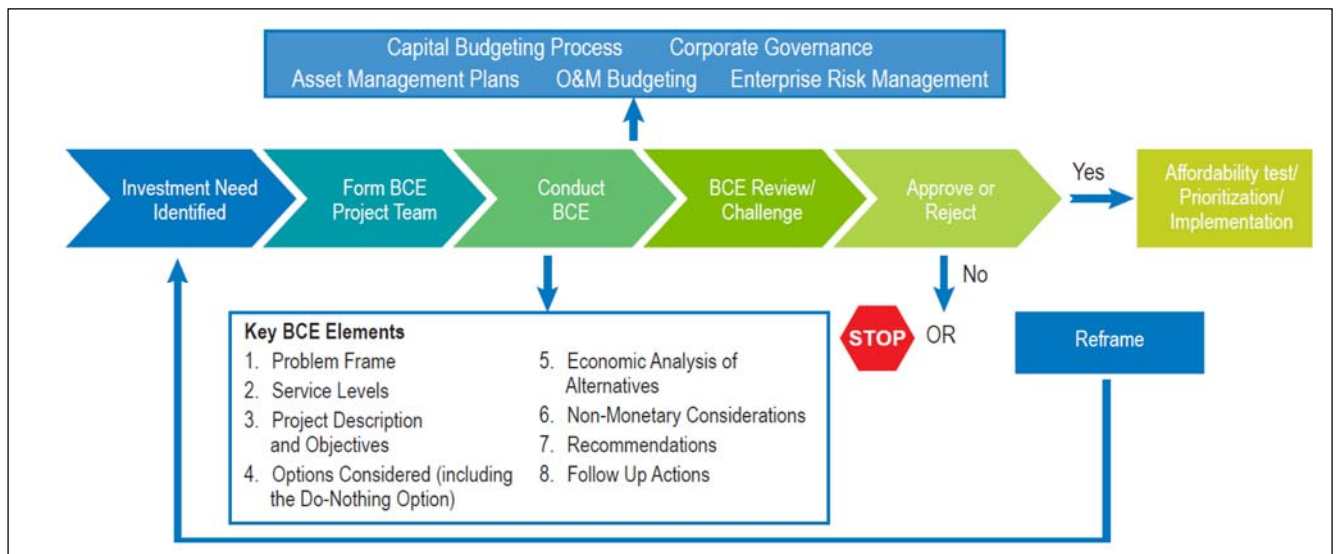 Capital Budgeting Process Corporate Governance
Asset Management Plans O&M Budgeting Enterprise Risk Management
Investment Need
Identified
Form BCE
Project Team
Conduct
BCE
BCE Review/
Challenge
Approve or
Reject
Yes
Affordability test/
Prioritization/
Implementation
No
Key BCE Elements
1. Problem Frame
2. Service Levels
3. Project Description
and Objectives
4. Options Considered (including
the Do-Nothing Option)
5. Economic Analysis of
Alternatives
6. Non-Monetary Considerations
7. Recommendations
8. Follow Up Actions
STOP
OR
Reframe